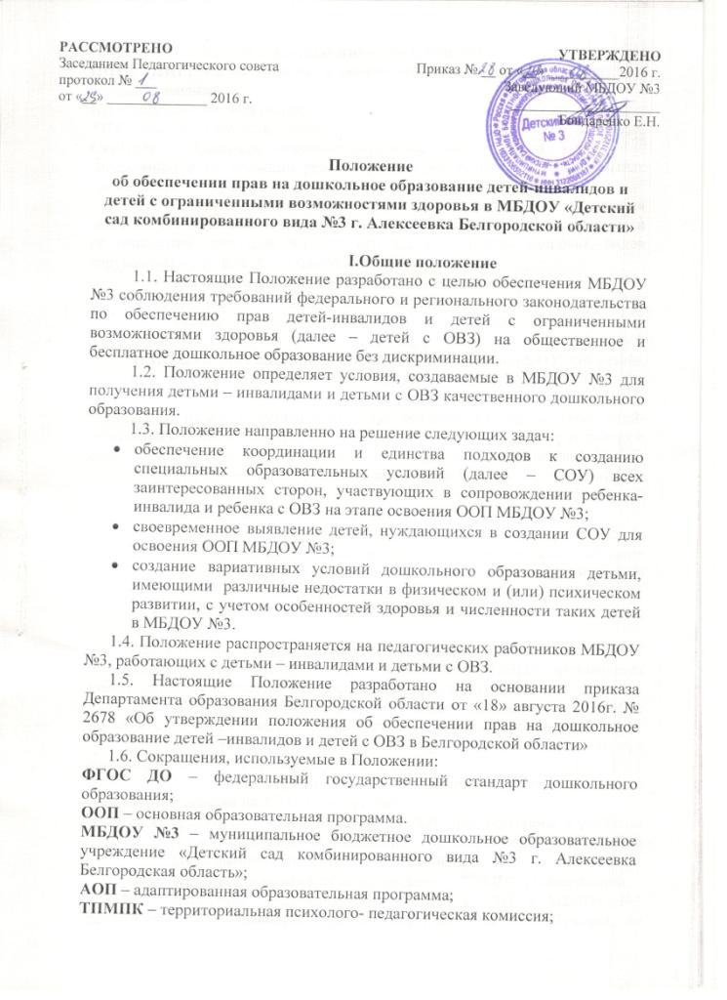 РАССМОТРЕНО
Заседанием Педагогического совета
протокол № 1
от «29» 08 2016 г.
УТВЕРЖДЕНО
Приказ №28 от « » 2016 г.
Заведующий МБДОУ №3
Бондаренко Е.Н.
Детский сад
№ 3
Положение
об обеспечении прав на дошкольное образование детей-инвалидов и
детей с ограниченными возможностями здоровья в МБДОУ «Детский
сад комбинированного вида №3 г. Алексеевка Белгородской области»
I.Общие положение
1.1. Настоящие Положение разработано с целью обеспечения МБДОУ
№3 соблюдения требований федерального и регионального законодательства
по обеспечению прав детей-инвалидов и детей с ограниченными
возможностями здоровья (далее – детей с ОВЗ) на общественное и
бесплатное дошкольное образование без дискриминации.
1.2. Положение определяет условия, создаваемые в МБДОУ №3 для
получения детьми – инвалидами и детьми с ОВЗ качественного дошкольного
образования.
1.3. Положение направленно на решение следующих задач:
• обеспечение координации и единства подходов к созданию
специальных образовательных условий (далее – СОУ) всех
заинтересованных сторон, участвующих в сопровождении ребенка-
инвалида и ребенка с ОВЗ на этапе освоения ООП МБДОУ №3;
• своевременное выявление детей, нуждающихся в создании СОУ для
освоения ООП МБДОУ №3;
• создание вариативных условий дошкольного образования детьми,
имеющими различные недостатки в физическом и (или) психическом
развитии, с учетом особенностей здоровья и численности таких детей
в МБДОУ №3.
1.4. Положение распространяется на педагогических работников МБДОУ
№3, работающих с детьми – инвалидами и детьми с ОВЗ.
1.5. Настоящие Положение разработано на основании приказа
Департамента образования Белгородской области от «18» августа 2016г. №
2678 «Об утверждении положения об обеспечении прав на дошкольное
образование детей –инвалидов и детей с ОВЗ в Белгородской области»
1.6. Сокращения, используемые в Положении:
ФГОС ДО – федеральный государственный стандарт дошкольного
образования;
ООП – основная образовательная программа.
МБДОУ №3 – муниципальное бюджетное дошкольное образовательное
учреждение «Детский сад комбинированного вида №3 г. Алексеевка
Белгородская область»;
АОП – адаптированная образовательная программа;
ТПМПК – территориальная психолого- педагогическая комиссия;